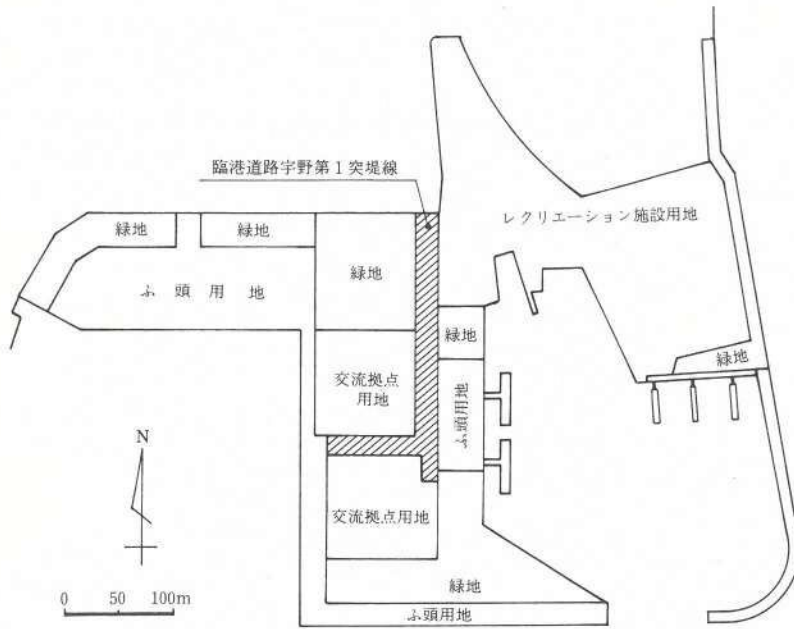 臨港道路宇野第1突堤線
レクリエーション施設用地
緑地
緑地
緑地
ふ頭用地
緑地
交流拠点
用地
ふ頭用地
緑地
N
交流拠点用地
緑地
0 50 100m
ふ頭用地